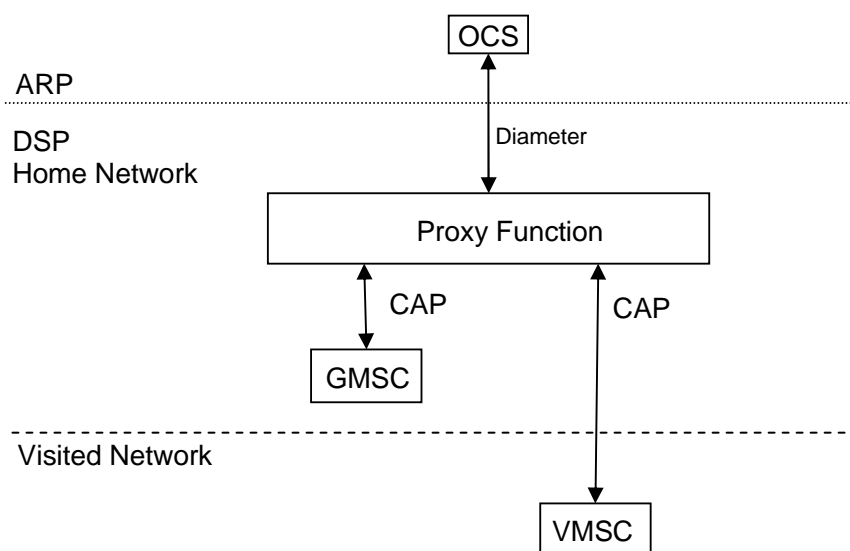 OCS
ARP
DSP
Diameter
Home Network
Proxy Function
CAP
CAP
GMSC
Visited Network
VMSC